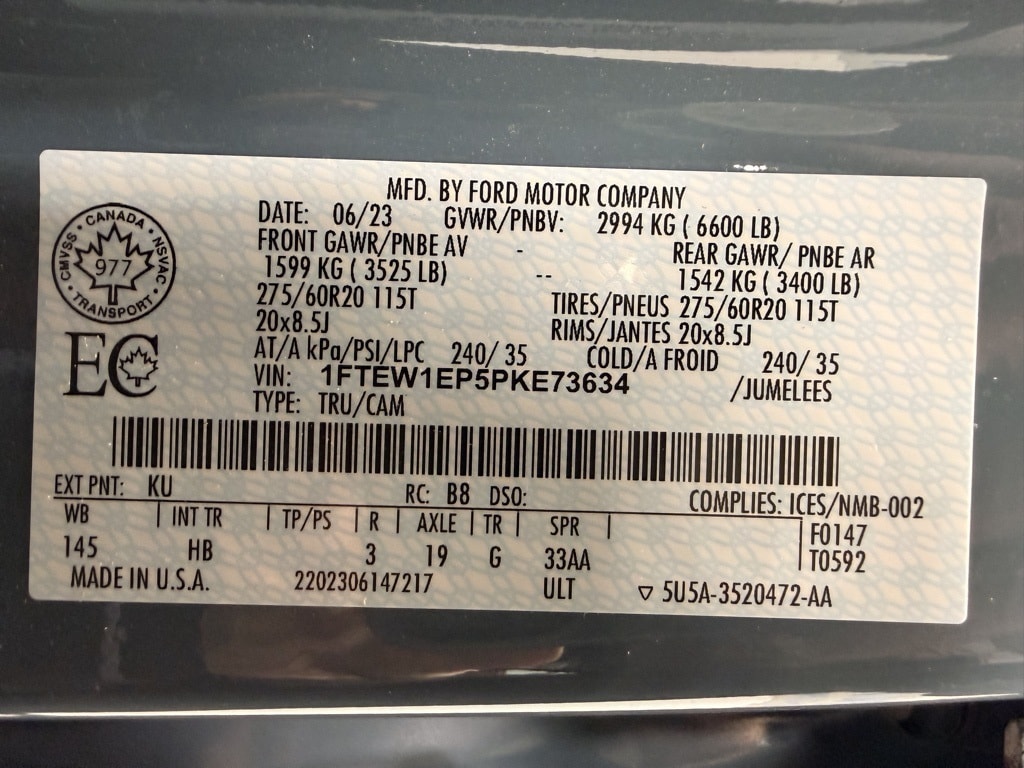 MFD. BY FORD MOTOR COMPANY
DATE: 06/23 GVWR/PNBV: 2994 KG ( 6600 LB)
FRONT GAWR/PNBE AV - REAR GAWR/ PNBE AR
1599 KG ( 3525 LB) -- 1542 KG ( 3400 LB)
275/60R20 115T TIRES/PNEUS 275/60R20 115T
20x8.5J RIMS/JANTES 20x8.5J
AT/A kPa/PSI/LPC 240/ 35 COLD/A FROID 240/ 35
VIN: 1FTEW1EP5PKE73634 /JUMELEES
TYPE: TRU/CAM
CANADA
CMVSS 977 NSVAC
TRANSPORT
EC
EXT PNT: KU RC: B8 DSO: COMPLIES: ICES/NMB-002
WB | INT TR | TP/PS | R | AXLE | TR | SPR | F0147
145 HB 3 19 G 33AA T0592
MADE IN U.S.A. 2202306147217 ULT ▽ 5U5A-3520472-AA